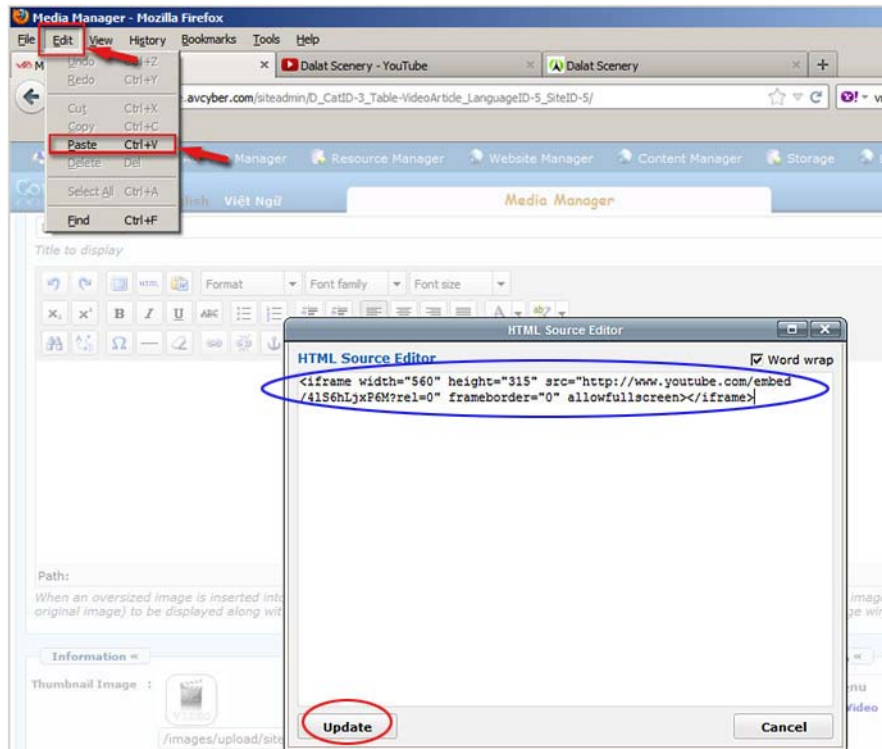 Media Manager - Mozilla Firefox
File Edit View History Bookmarks Tools Help
Undo Ctrl+Z
Redo Ctrl+Y
Cut Ctrl+X
Copy Ctrl+C
Paste Ctrl+V
Delete Del
Select All Ctrl+A
Find Ctrl+F
Dalat Scenery - YouTube
Dalat Scenery
.avcyber.com/siteadmin/D_CatID-3_Table-VideoArticle_LanguageID-5_SiteID-5/
Manager Resource Manager Website Manager Content Manager Storage
Việt Ngữ
Media Manager
Title to display
HTML Format Font family Font size
B I U ABC
HTML Source Editor
HTML Source Editor
Word wrap
<iframe width="560" height="315" src="http://www.youtube.com/embed
/4lS6hLjxP6M?rel=0" frameborder="0" allowfullscreen></iframe>
Path:
When an oversized image is inserted into
original image) to be displayed along
Information «
Thumbnail Image :
/images/upload/site
Video
Update
Cancel